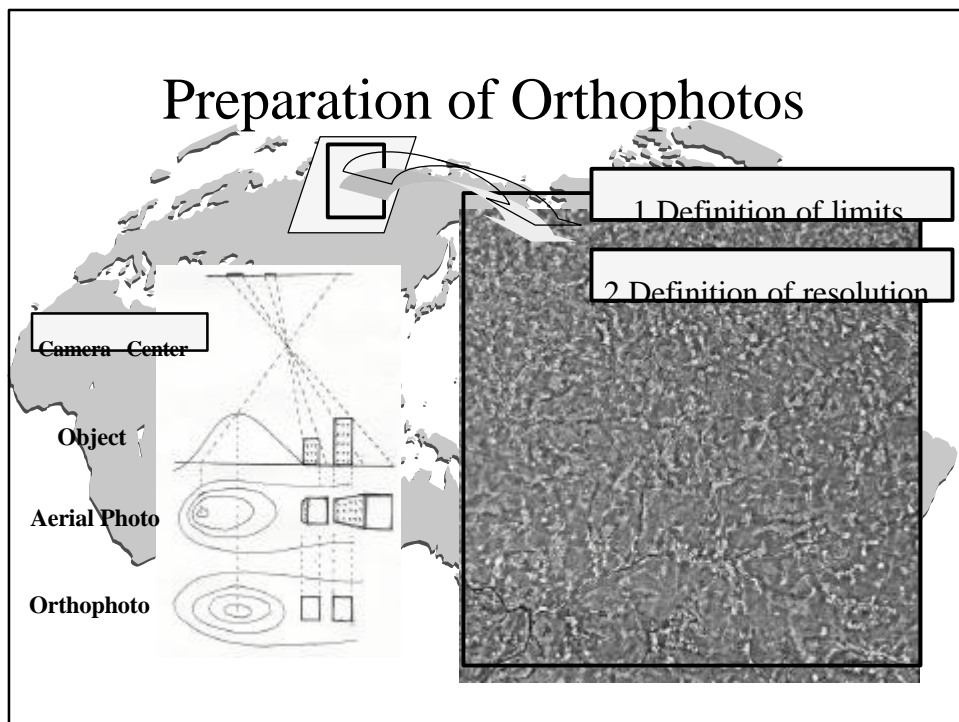 Preparation of Orthophotos
1 Definition of limits
2 Definition of resolution
Camera Center
Object
Aerial Photo
Orthophoto